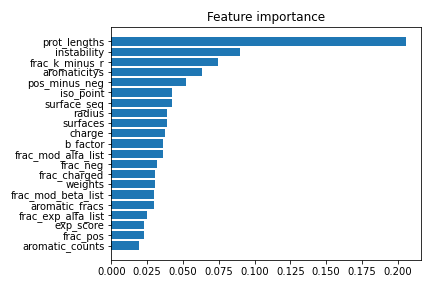 Feature importance
prot_lengths
instability
frac_k_minus_r
aromaticitys
pos_minus_neg
iso_point
surface_seq
radius
surfaces
charge
b_factor
frac_mod_alfa_list
frac_neg
frac_charged
weights
frac_mod_beta_list
aromatic_fracs
frac_exp_alfa_list
exp_score
frac_pos
aromatic_counts
0.000 0.025 0.050 0.075 0.100 0.125 0.150 0.175 0.200